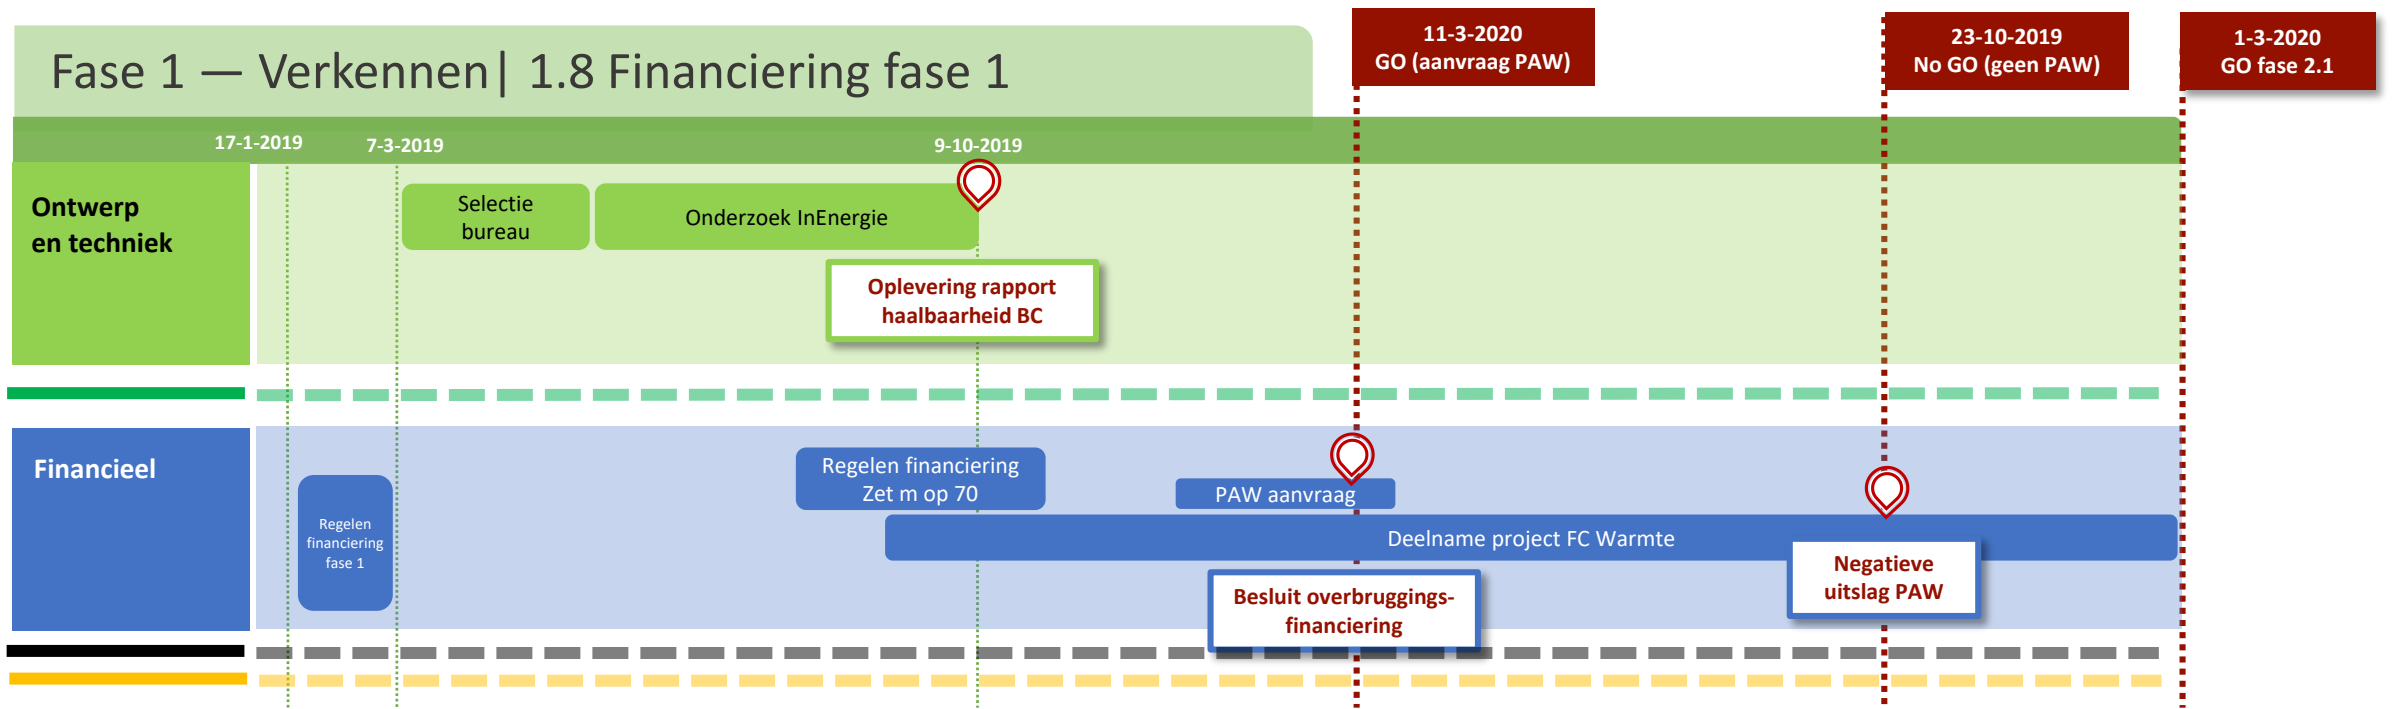 Fase 1 — Verkennen| 1.8 Financiering fase 1
11-3-2020
GO (aanvraag PAW)
23-10-2019
No GO (geen PAW)
1-3-2020
GO fase 2.1
17-1-2019
7-3-2019
9-10-2019
Ontwerp
en techniek
Selectie
bureau
Onderzoek InEnergie
Oplevering rapport
haalbaarheid BC
Financieel
Regelen
financiering
fase 1
Regelen financiering
Zet m op 70
PAW aanvraag
Deelname project FC Warmte
Besluit overbruggings-
financiering
Negatieve
uitslag PAW